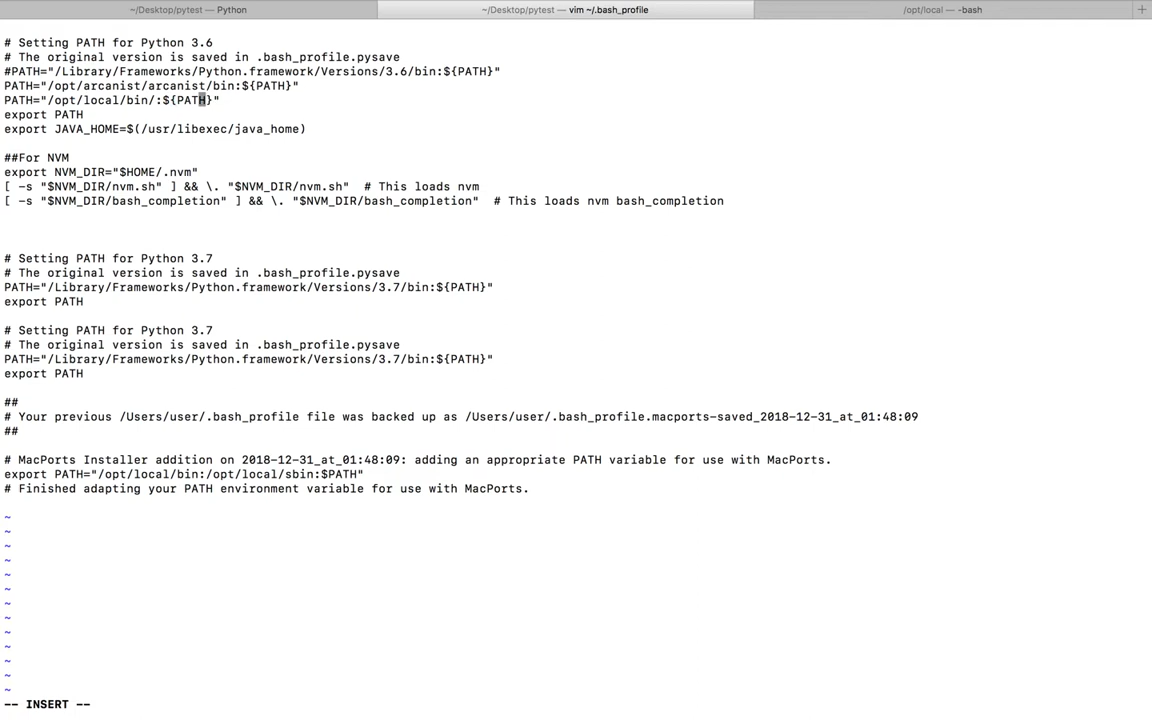 ~/Desktop/pytest — Python
~/Desktop/pytest — vim ~/.bash_profile
/opt/local — -bash
+
# Setting PATH for Python 3.6
# The original version is saved in .bash_profile.pysave
#PATH="/Library/Frameworks/Python.framework/Versions/3.6/bin:${PATH}"
PATH="/opt/arcanist/arcanist/bin:${PATH}"
PATH="/opt/local/bin/:${PATH}"
export PATH
export JAVA_HOME=$(/usr/libexec/java_home)
##For NVM
export NVM_DIR="$HOME/.nvm"
[ -s "$NVM_DIR/nvm.sh" ] && \. "$NVM_DIR/nvm.sh"  # This loads nvm
[ -s "$NVM_DIR/bash_completion" ] && \. "$NVM_DIR/bash_completion"  # This loads nvm bash_completion
# Setting PATH for Python 3.7
# The original version is saved in .bash_profile.pysave
PATH="/Library/Frameworks/Python.framework/Versions/3.7/bin:${PATH}"
export PATH
# Setting PATH for Python 3.7
# The original version is saved in .bash_profile.pysave
PATH="/Library/Frameworks/Python.framework/Versions/3.7/bin:${PATH}"
export PATH
##
# Your previous /Users/user/.bash_profile file was backed up as /Users/user/.bash_profile.macports-saved_2018-12-31_at_01:48:09
##
# MacPorts Installer addition on 2018-12-31_at_01:48:09: adding an appropriate PATH variable for use with MacPorts.
export PATH="/opt/local/bin:/opt/local/sbin:$PATH"
# Finished adapting your PATH environment variable for use with MacPorts.
~
~
~
~
~
~
~
~
~
~
~
~
~
-- INSERT --